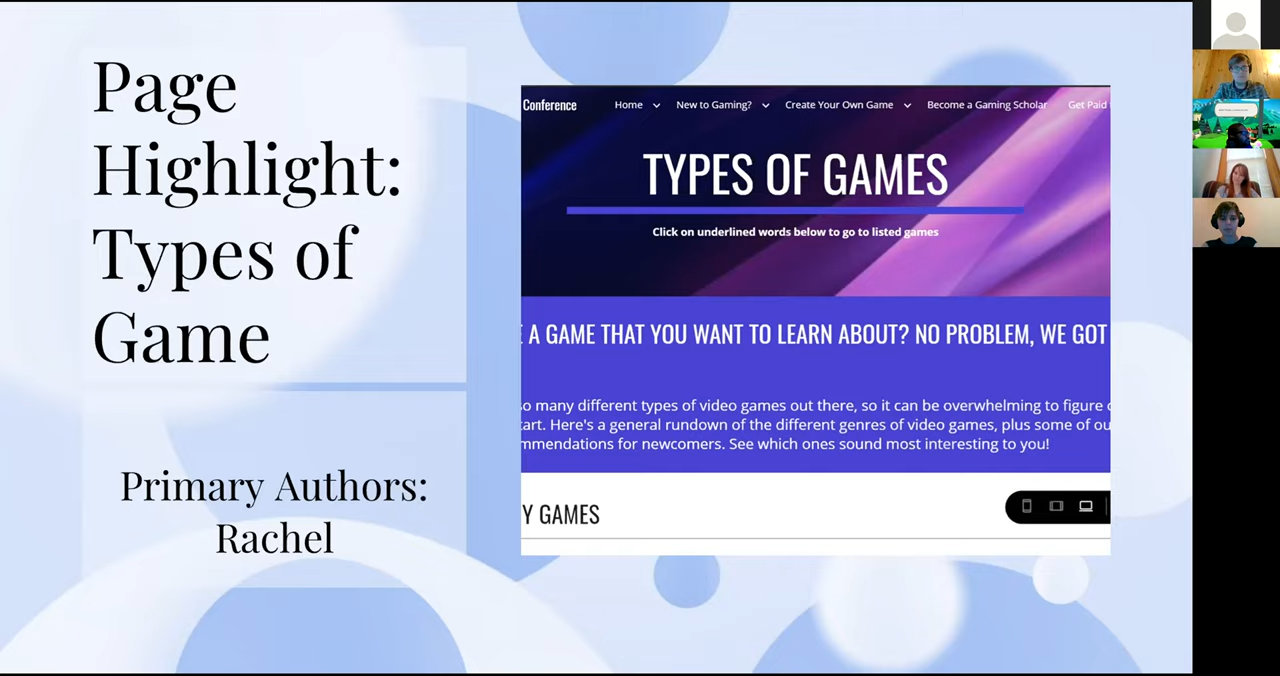 Page
Highlight:
Types of
Game
Primary Authors:
Rachel
Conference Home New to Gaming? Create Your Own Game Become a Gaming Scholar Get Paid
TYPES OF GAMES
Click on underlined words below to go to listed games
A GAME THAT YOU WANT TO LEARN ABOUT? NO PROBLEM, WE GOT
so many different types of video games out there, so it can be overwhelming to figure
Here's a general rundown of the different genres of video games, plus some of
for newcomers. See which ones sound most interesting to you!
Y GAMES